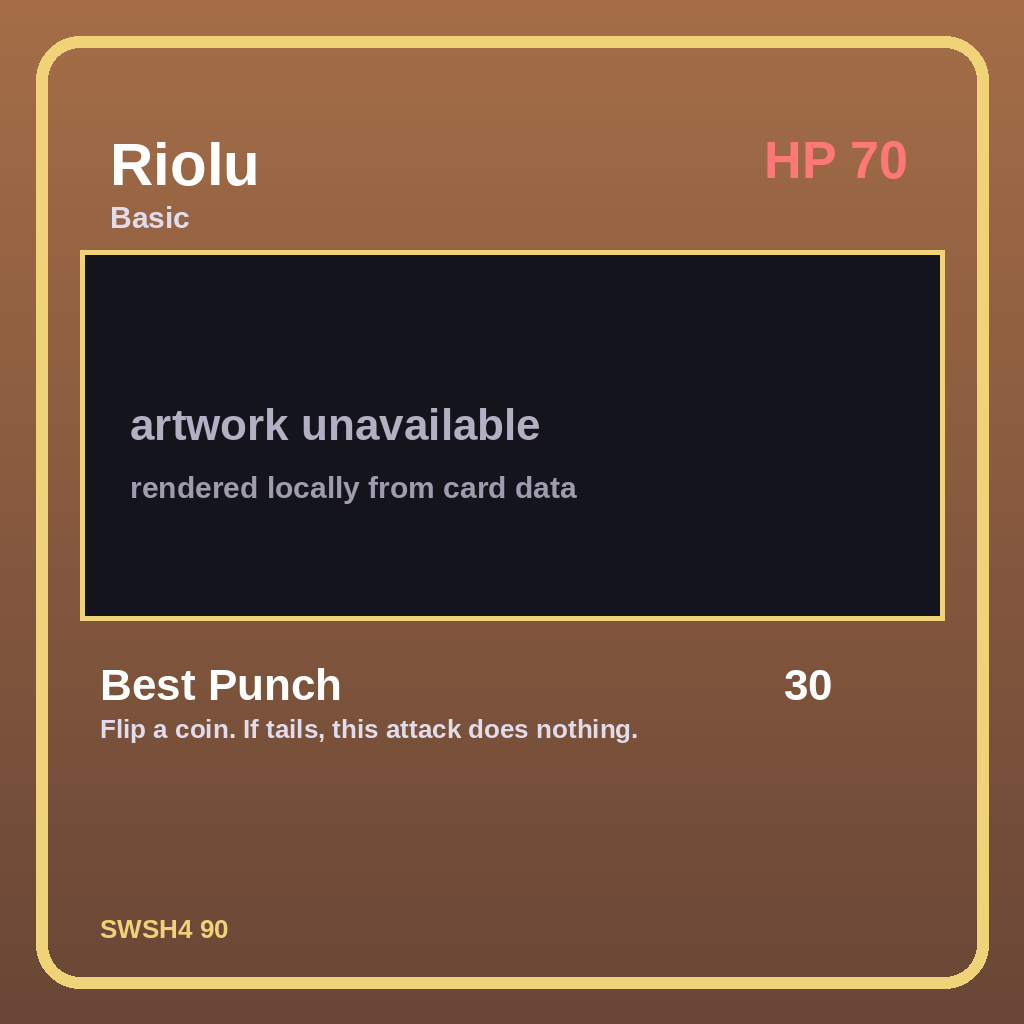 Riolu
HP 70
Basic
artwork unavailable
rendered locally from card data
Best Punch
30
Flip a coin. If tails, this attack does nothing.
SWSH4 90